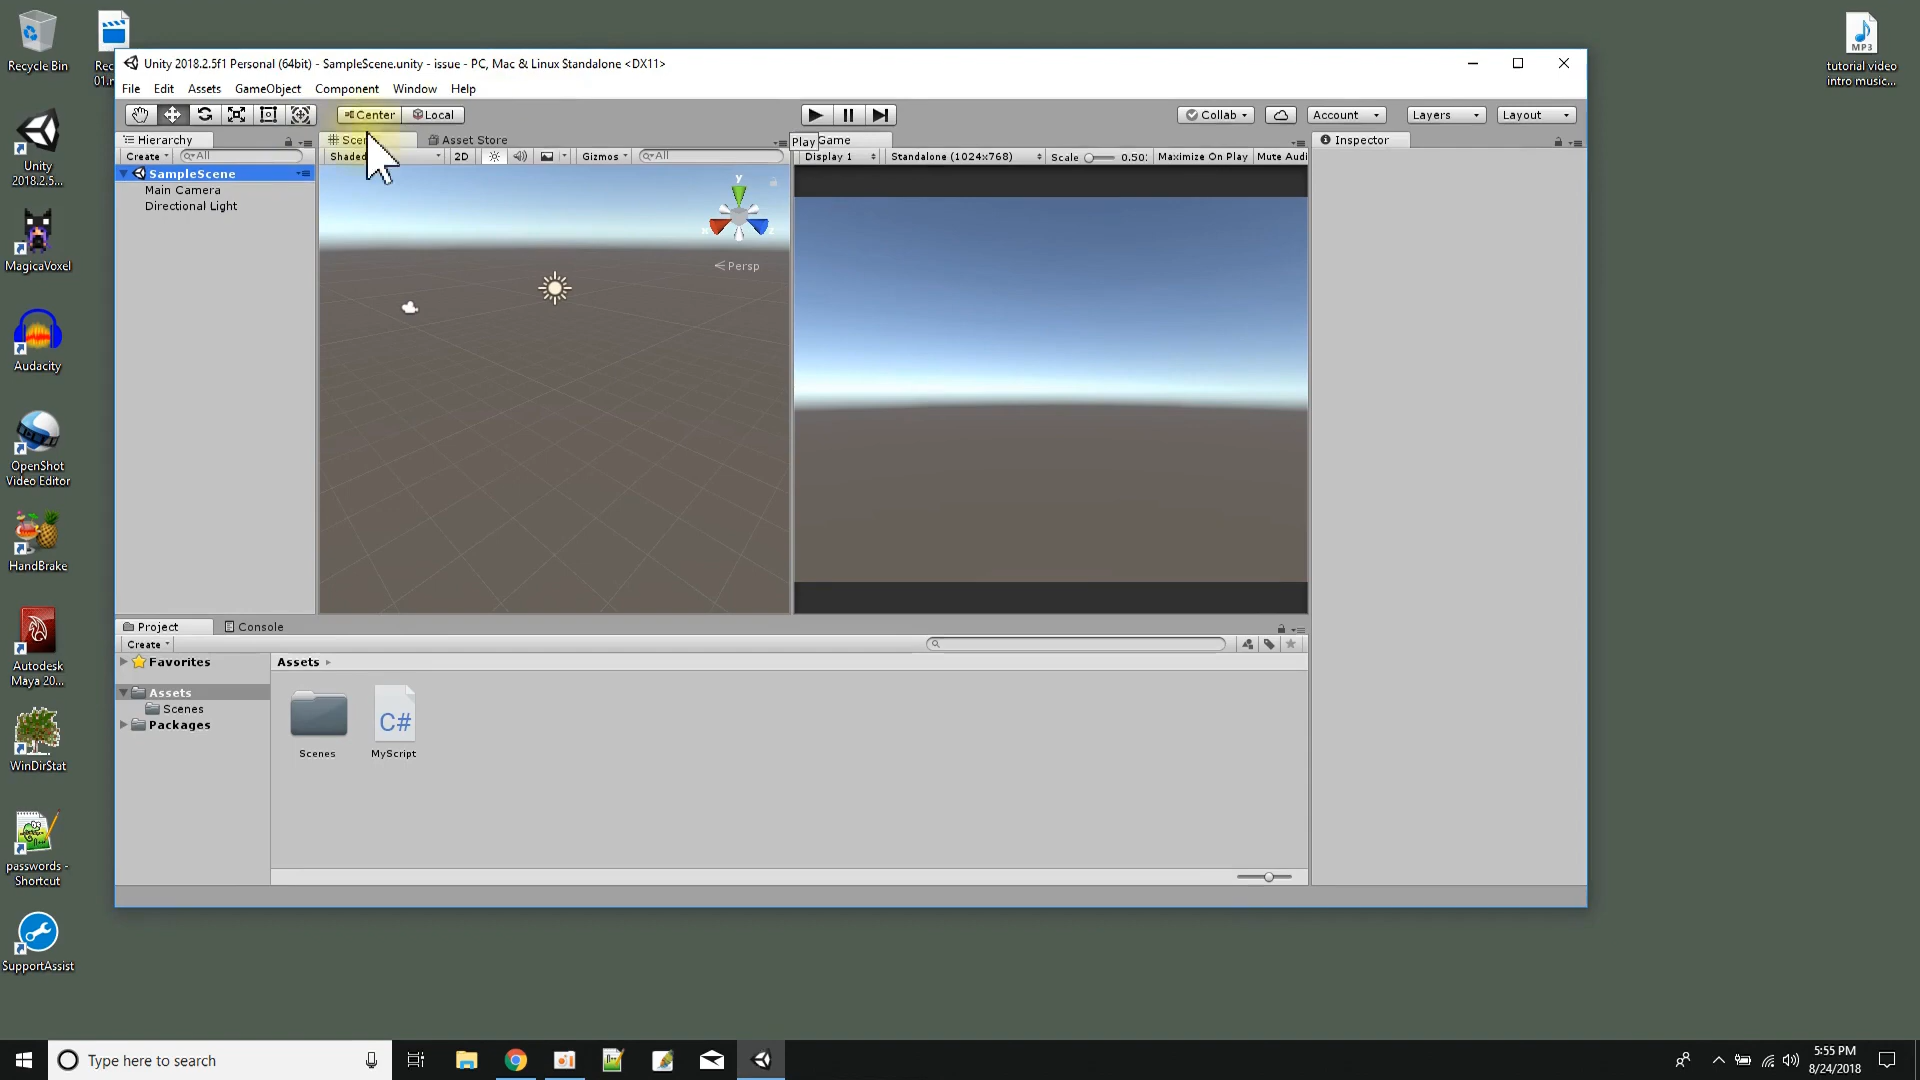 Recycle Bin
Rec
01.r
Unity
2018.2.5...
MagicaVoxel
Audacity
OpenShot
Video Editor
HandBrake
Autodesk
Maya 20...
WinDirStat
passwords -
Shortcut
SupportAssist
MP3
tutorial video
intro music...
Unity 2018.2.5f1 Personal (64bit) - SampleScene.unity - issue - PC, Mac & Linux Standalone <DX11>
File Edit Assets GameObject Component Window Help
Center Local Collab Account Layers Layout
Hierarchy
Create All
SampleScene
Main Camera
Directional Light
Asset Store
Shaded 2D Gizmos All
y
Persp
Play Game
Display 1 Standalone (1024x768) Scale 0.50 Maximize On Play Mute Audi
Inspector
Project Console
Create
Favorites
Assets
Scenes
Packages
Assets
Scenes
C#
MyScript
Type here to search
5:55 PM
8/24/2018